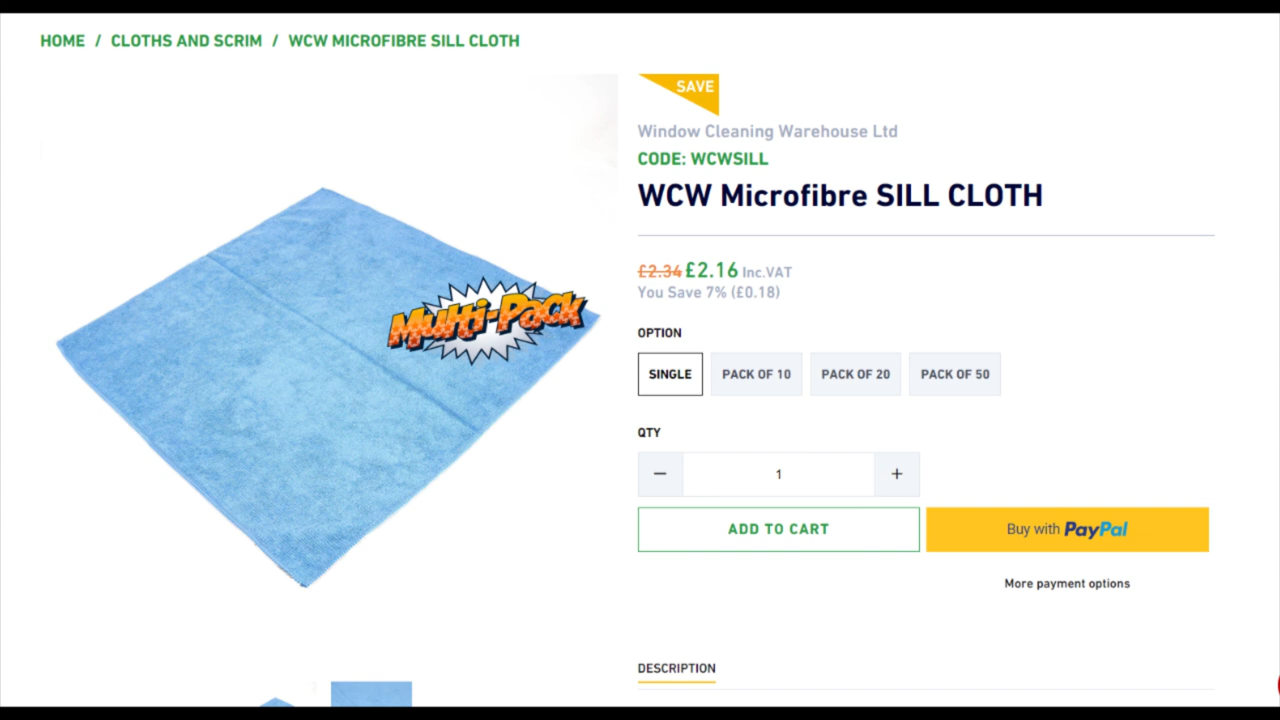 HOME / CLOTHS AND SCRIM / WCW MICROFIBRE SILL CLOTH
SAVE
Window Cleaning Warehouse Ltd
CODE: WCWSILL
WCW Microfibre SILL CLOTH
Multi-Pack
£2.34 £2.16 Inc.VAT
You Save 7% (£0.18)
OPTION
SINGLE PACK OF 10 PACK OF 20 PACK OF 50
QTY
− 1 +
ADD TO CART Buy with PayPal
More payment options
DESCRIPTION